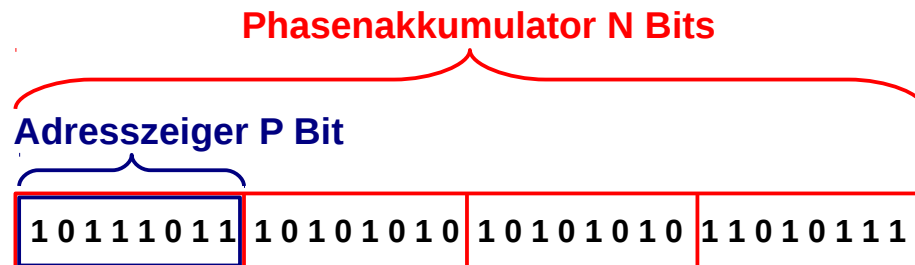 Phasenakkumulator N Bits
Adresszeiger P Bit
1 0 1 1 1 0 1 1 1 0 1 0 1 0 1 0 1 0 1 0 1 0 1 0 1 1 0 1 0 1 1 1